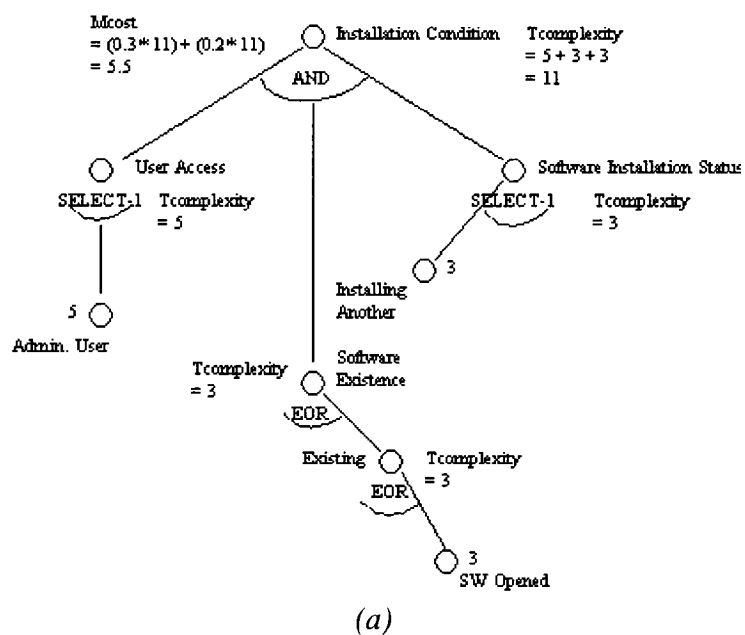 Mcost
= (0.3* 11) + (0.2* 11)
= 5.5
Installation Condition
Tcomplexity
= 5 + 3 + 3
= 11
AND
User Access
SELECT-1
Tcomplexity
= 5
Software Installation Status
SELECT-1
Tcomplexity
= 3
5
Admin. User
3
Installing
Another
Tcomplexity
= 3
Software
Existence
EOR
Existing
Tcomplexity
= 3
EOR
3
SW Opened
(a)